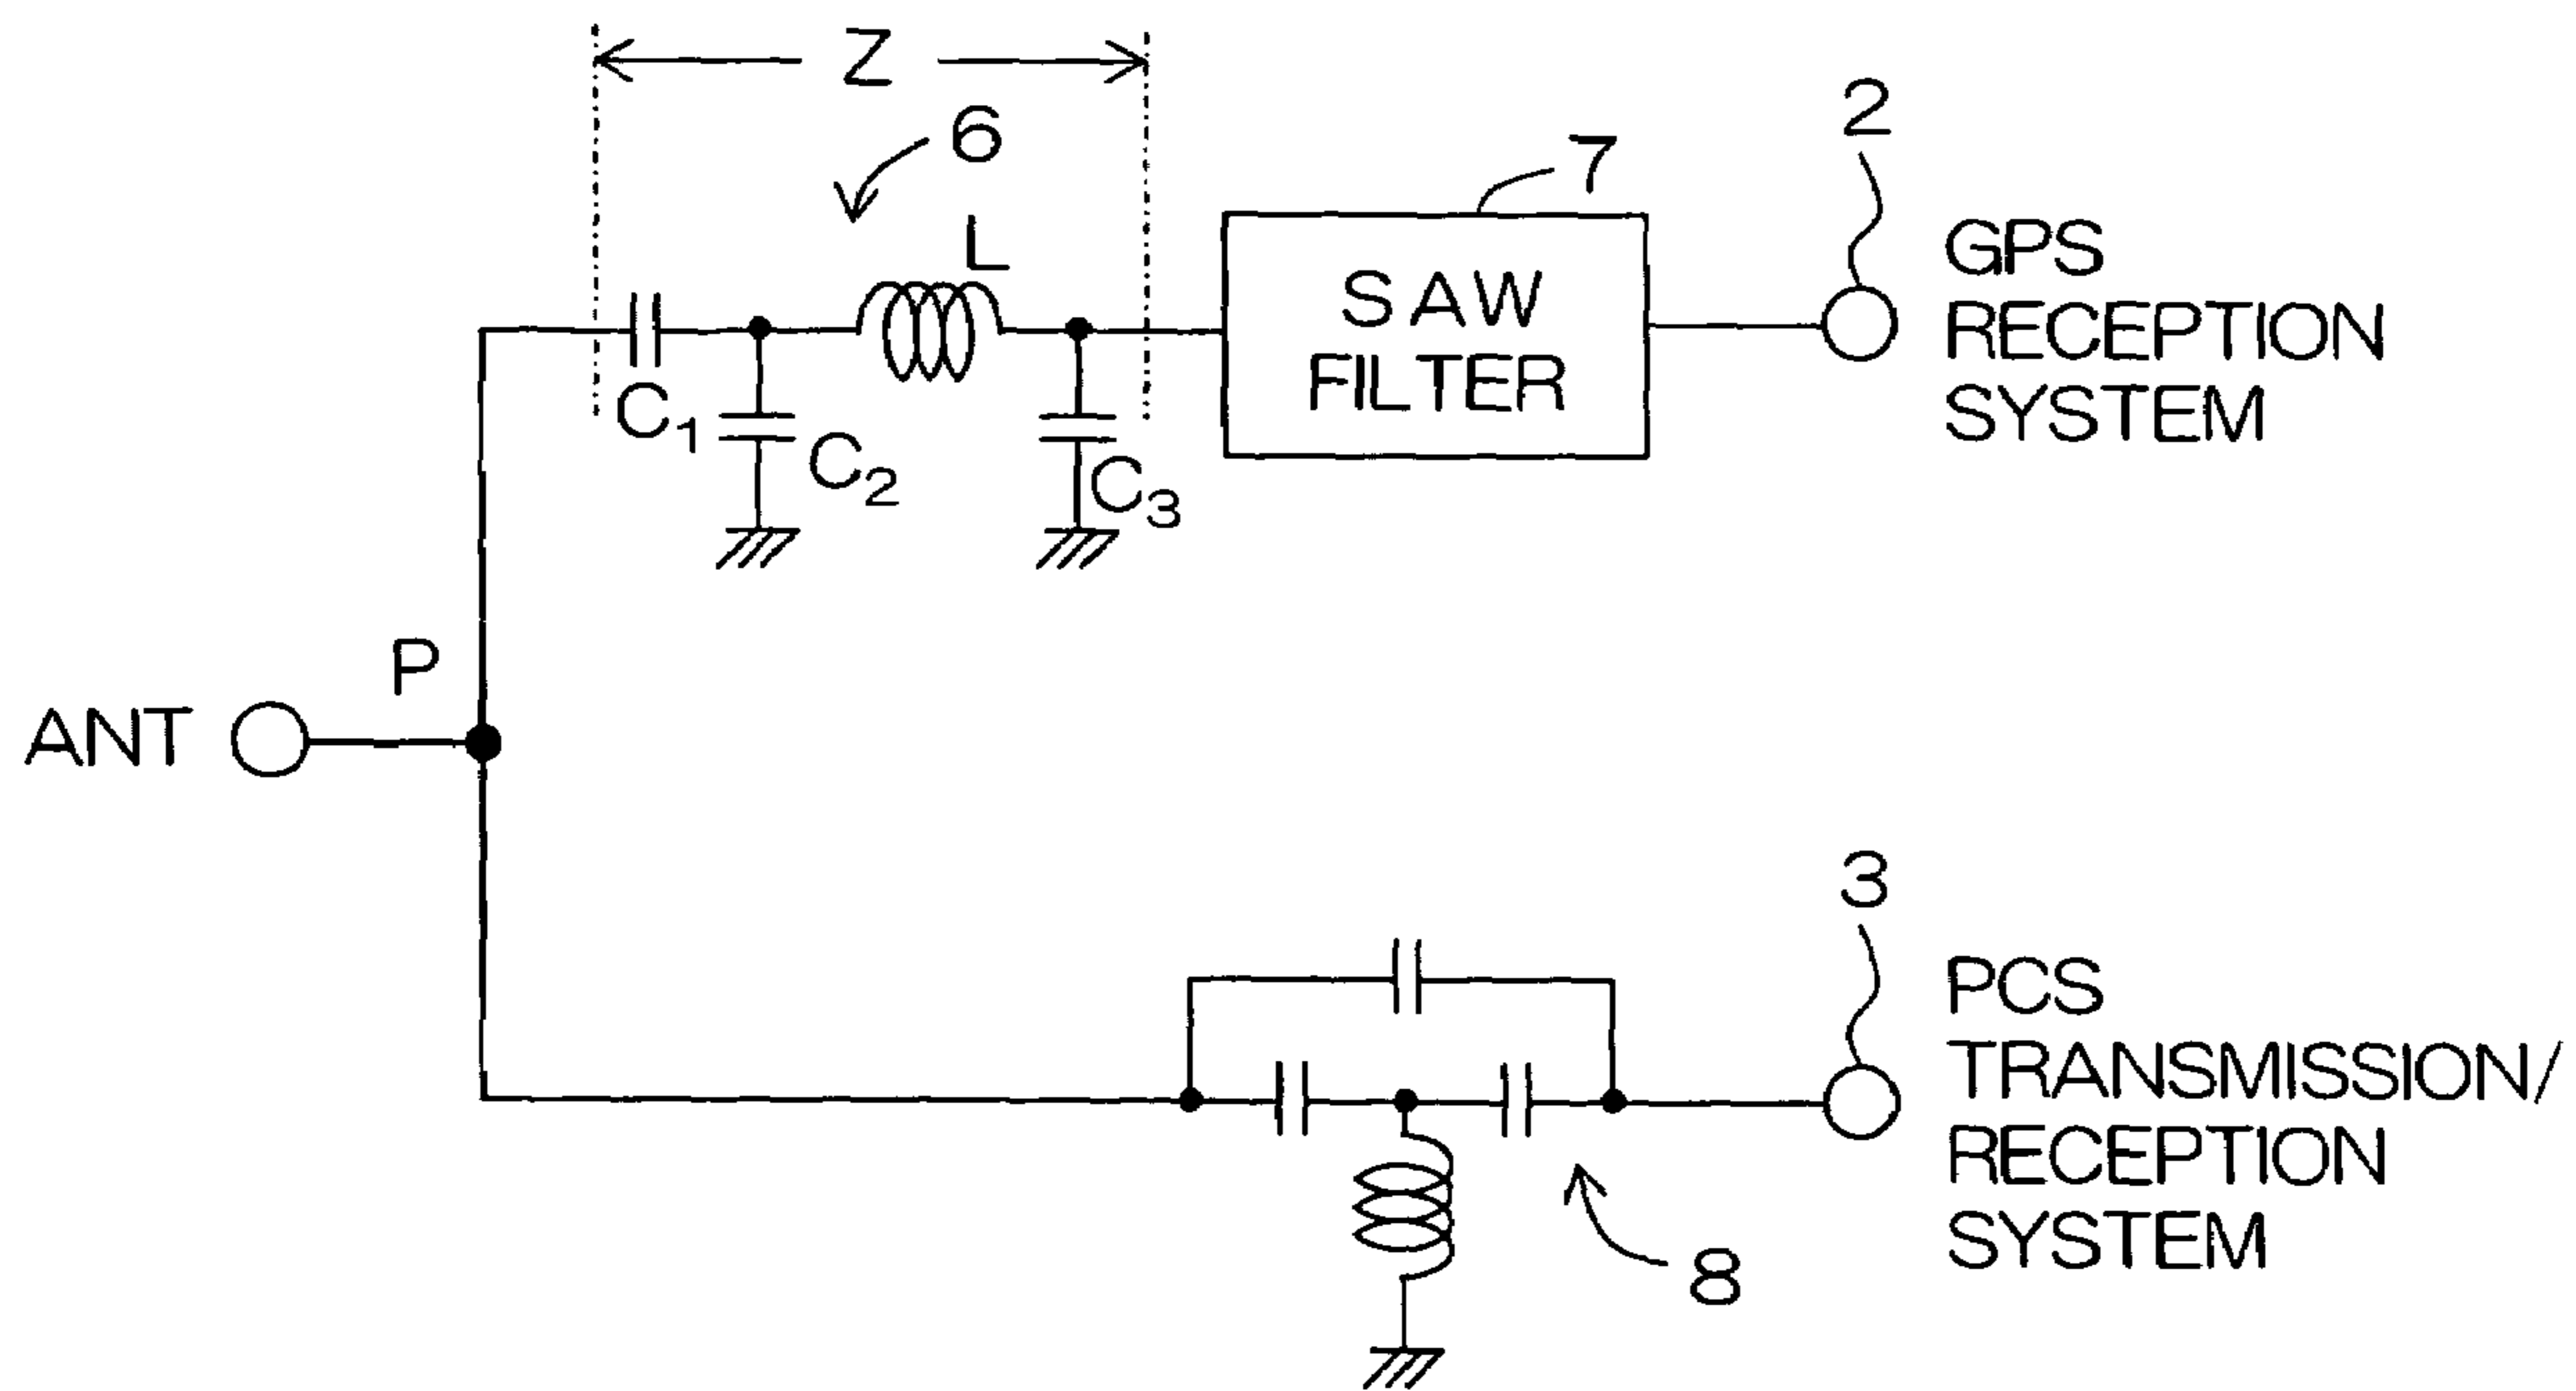 Z
6
2
7
L
GPS
RECEPTION
SYSTEM
SAW
FILTER
C1
C2
C3
P
ANT
3
PCS
TRANSMISSION/
RECEPTION
SYSTEM
8